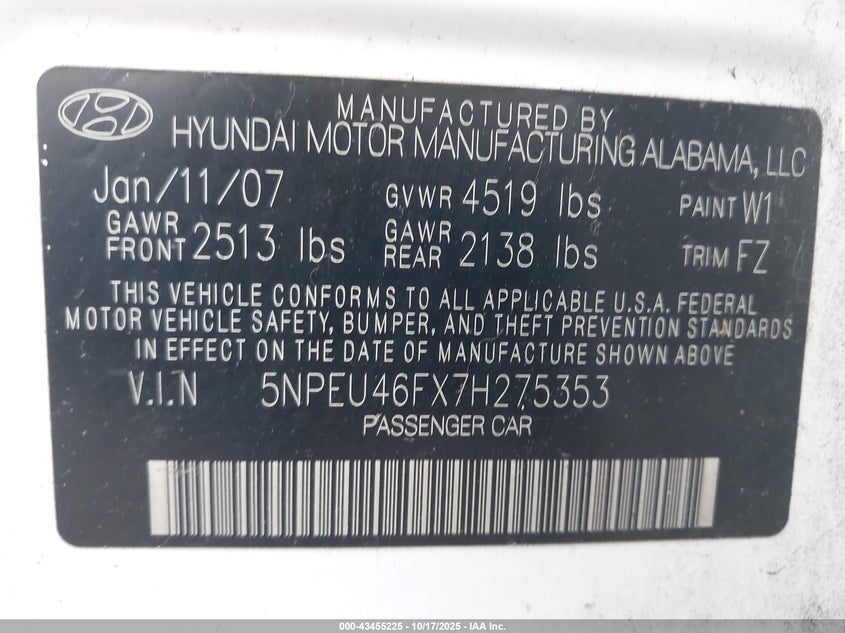 MANUFACTURED BY
HYUNDAI MOTOR MANUFACTURING ALABAMA, LLC
Jan/11/07 GVWR 4519 lbs PAINT W1
GAWR FRONT 2513 lbs GAWR REAR 2138 lbs TRIM FZ
THIS VEHICLE CONFORMS TO ALL APPLICABLE U.S.A. FEDERAL
MOTOR VEHICLE SAFETY, BUMPER, AND THEFT PREVENTION STANDARDS
IN EFFECT ON THE DATE OF MANUFACTURE SHOWN ABOVE
V.I.N 5NPEU46FX7H275353
PASSENGER CAR
000-43455225 - 10/17/2025 - IAA Inc.